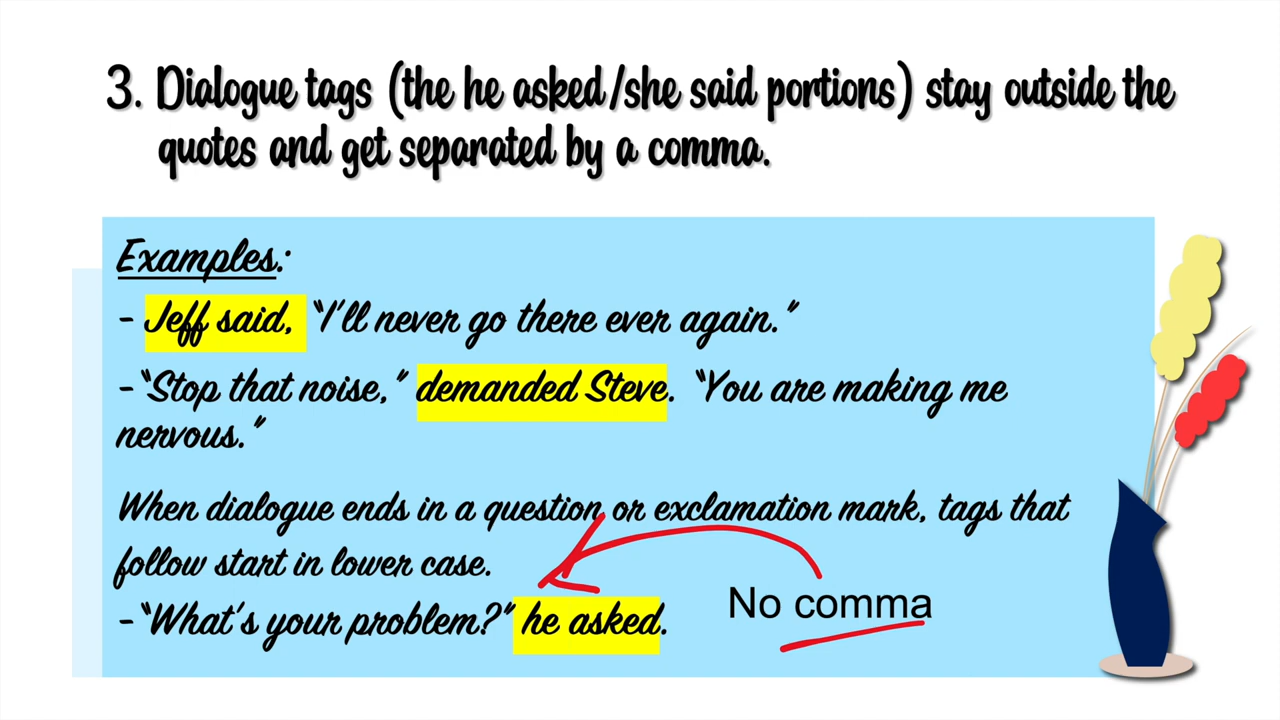 3. Dialogue tags (the he asked/she said portions) stay outside the
quotes and get separated by a comma.
Examples:
- Jeff said, “I'll never go there ever again.”
-“Stop that noise,” demanded Steve. “You are making me
nervous.”
When dialogue ends in a question or exclamation mark, tags that
follow start in lower case.
-“What's your problem?” he asked.
No comma